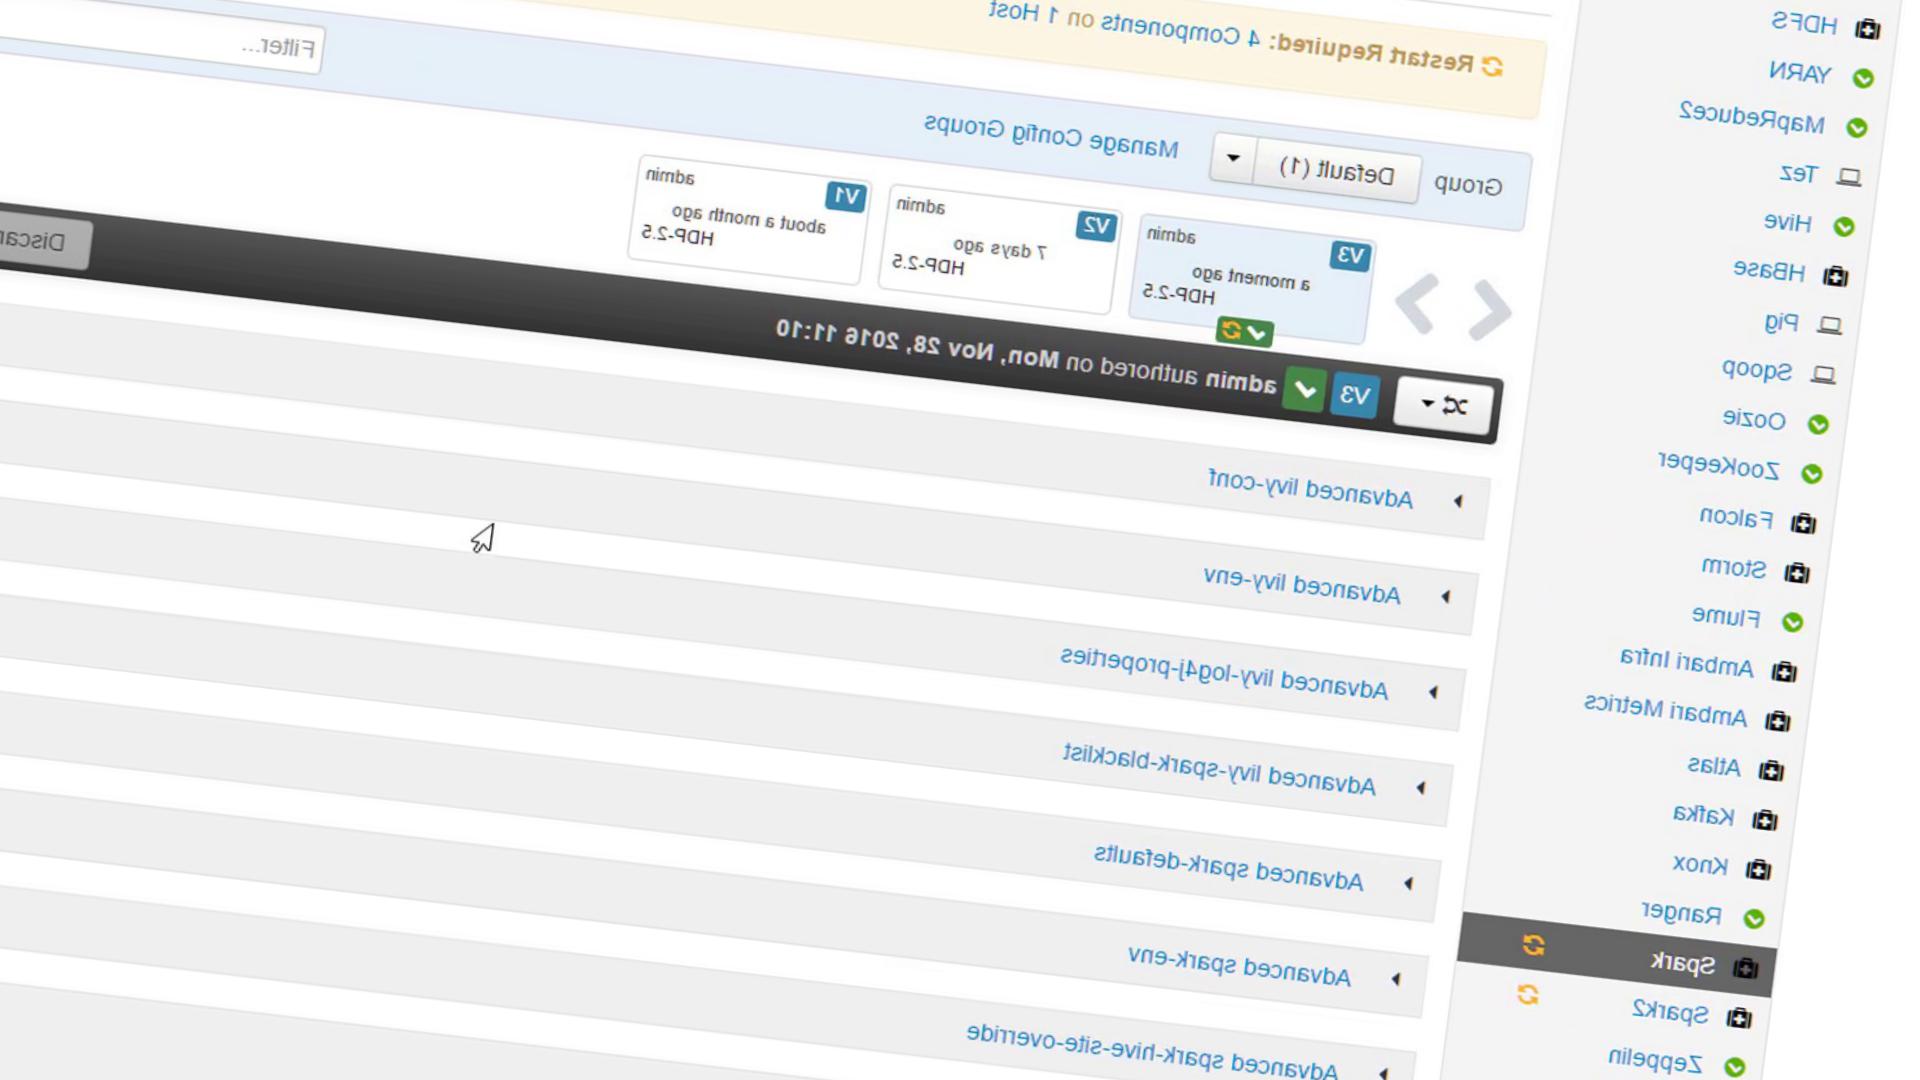 HDFS
YARN
MapReduce2
Tez
Hive
HBase
Pig
Sqoop
Oozie
ZooKeeper
Falcon
Storm
Flume
Ambari Infra
Ambari Metrics
Atlas
Kafka
Knox
Ranger
Spark
Spark2
Zeppelin
Restart Required: 4 Components on 1 Host
Group Default (1) Manage Config Groups Filter...
V3 admin
a moment ago
HDP-2.5
V2 admin
7 days ago
HDP-2.5
V1 admin
about a month ago
HDP-2.5
V3 admin authored on Mon, Nov 28, 2016 11:10
Advanced livy-conf
Advanced livy-env
Advanced livy-log4j-properties
Advanced livy-spark-blacklist
Advanced spark-defaults
Advanced spark-env
Advanced spark-hive-site-override